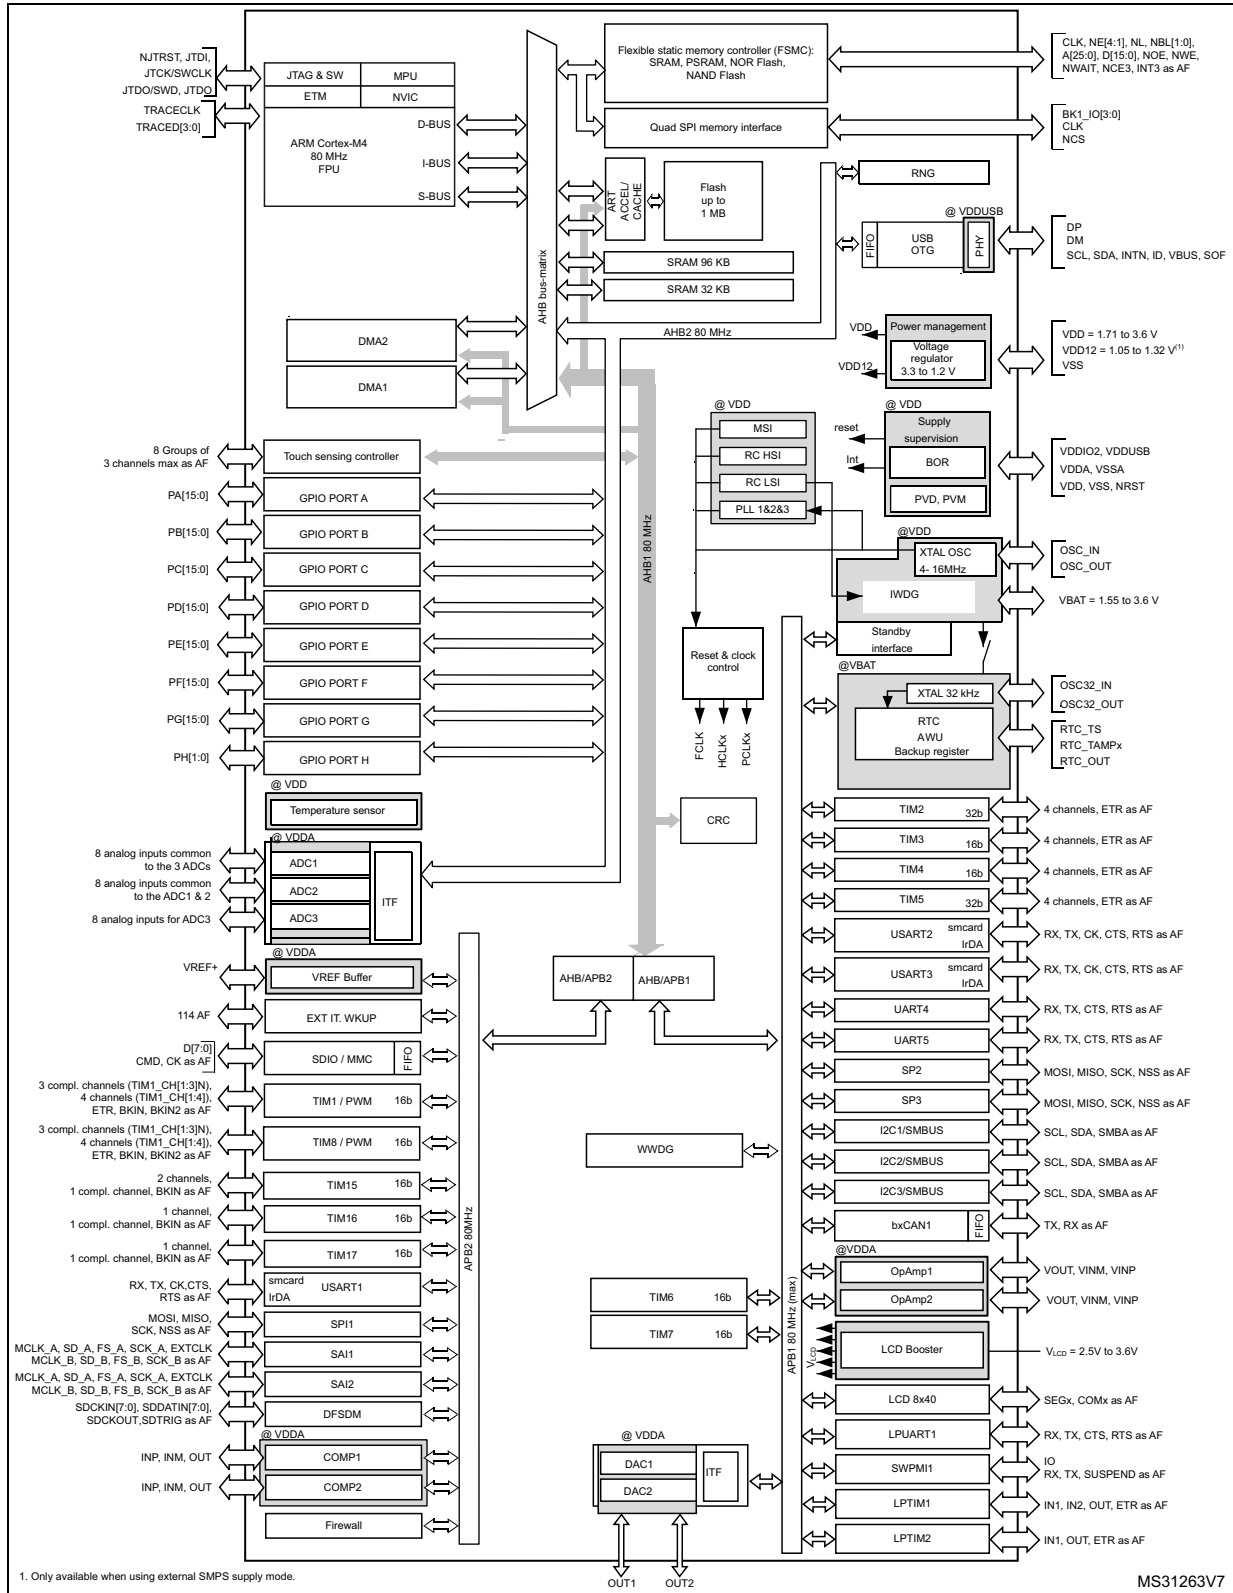 NJTRST, JTDI,
JTCK/SWCLK
JTDO/SWD, JTDO
TRACECLK
TRACED[3:0]
JTAG & SW
MPU
ETM
NVIC
ARM Cortex-M4
80 MHz
FPU
D-BUS
I-BUS
S-BUS
AHB bus-matrix
Flexible static memory controller (FSMC):
SRAM, PSRAM, NOR Flash,
NAND Flash
CLK, NE[4:1], NL, NBL[1:0],
A[25:0], D[15:0], NOE, NWE,
NWAIT, NCE3, INT3 as AF
Quad SPI memory interface
BK1_IO[3:0]
CLK
NCS
ART
ACCEL/
CACHE
Flash
up to
1 MB
RNG
SRAM 96 KB
SRAM 32 KB
AHB2 80 MHz
@ VDDUSB
FIFO
USB
OTG
PHY
DP
DM
SCL, SDA, INTN, ID, VBUS, SOF
DMA2
DMA1
VDD
VDD12
Power management
Voltage
regulator
3.3 to 1.2 V
VDD = 1.71 to 3.6 V
VDD12 = 1.05 to 1.32 V(1)
VSS
@ VDD
MSI
RC HSI
RC LSI
PLL 1&2&3
@ VDD
reset
Int
Supply
supervision
BOR
PVD, PVM
VDDIO2, VDDUSB
VDDA, VSSA
VDD, VSS, NRST
8 Groups of
3 channels max as AF
Touch sensing controller
PA[15:0]
GPIO PORT A
PB[15:0]
GPIO PORT B
PC[15:0]
GPIO PORT C
PD[15:0]
GPIO PORT D
PE[15:0]
GPIO PORT E
PF[15:0]
GPIO PORT F
PG[15:0]
GPIO PORT G
PH[1:0]
GPIO PORT H
AHB1 80 MHz
@VDD
XTAL OSC
4- 16MHz
IWDG
OSC_IN
OSC_OUT
VBAT = 1.55 to 3.6 V
Standby
interface
@VBAT
XTAL 32 kHz
RTC
AWU
Backup register
OSC32_IN
OSC32_OUT
RTC_TS
RTC_TAMPx
RTC_OUT
Reset & clock
control
FCLK
HCLKx
PCLKx
CRC
@ VDD
Temperature sensor
@ VDDA
8 analog inputs common
to the 3 ADCs
8 analog inputs common
to the ADC1 & 2
8 analog inputs for ADC3
ADC1
ADC2
ADC3
ITF
@ VDDA
VREF+
VREF Buffer
114 AF
EXT IT. WKUP
D[7:0]
CMD, CK as AF
SDIO / MMC
FIFO
3 compl. channels (TIM1_CH[1:3]N),
4 channels (TIM1_CH[1:4]),
ETR, BKIN, BKIN2 as AF
TIM1 / PWM
16b
3 compl. channels (TIM1_CH[1:3]N),
4 channels (TIM1_CH[1:4]),
ETR, BKIN, BKIN2 as AF
TIM8 / PWM
16b
2 channels,
1 compl. channel, BKIN as AF
TIM15
16b
1 channel,
1 compl. channel, BKIN as AF
TIM16
16b
1 channel,
1 compl. channel, BKIN as AF
TIM17
16b
RX, TX, CK,CTS,
RTS as AF
smcard
IrDA
USART1
MOSI, MISO,
SCK, NSS as AF
SPI1
MCLK_A, SD_A, FS_A, SCK_A, EXTCLK
MCLK_B, SD_B, FS_B, SCK_B as AF
SAI1
MCLK_A, SD_A, FS_A, SCK_A, EXTCLK
MCLK_B, SD_B, FS_B, SCK_B as AF
SAI2
SDCKIN[7:0], SDDATIN[7:0],
SDCKOUT,SDTRIG as AF
DFSDM
@ VDDA
INP, INM, OUT
COMP1
INP, INM, OUT
COMP2
Firewall
APB2 80MHz
AHB/APB2
AHB/APB1
WWDG
TIM6
16b
TIM7
16b
@ VDDA
DAC1
DAC2
ITF
OUT1
OUT2
APB1 80 MHz (max)
TIM2
32b
4 channels, ETR as AF
TIM3
16b
4 channels, ETR as AF
TIM4
16b
4 channels, ETR as AF
TIM5
32b
4 channels, ETR as AF
USART2
smcard
IrDA
RX, TX, CK, CTS, RTS as AF
USART3
smcard
IrDA
RX, TX, CK, CTS, RTS as AF
UART4
RX, TX, CTS, RTS as AF
UART5
RX, TX, CTS, RTS as AF
SP2
MOSI, MISO, SCK, NSS as AF
SP3
MOSI, MISO, SCK, NSS as AF
I2C1/SMBUS
SCL, SDA, SMBA as AF
I2C2/SMBUS
SCL, SDA, SMBA as AF
I2C3/SMBUS
SCL, SDA, SMBA as AF
bxCAN1
FIFO
TX, RX as AF
@VDDA
OpAmp1
VOUT, VINM, VINP
OpAmp2
VOUT, VINM, VINP
VLCD
LCD Booster
VLCD = 2.5V to 3.6V
LCD 8x40
SEGx, COMx as AF
LPUART1
RX, TX, CTS, RTS as AF
SWPMI1
IO
RX, TX, SUSPEND as AF
LPTIM1
IN1, IN2, OUT, ETR as AF
LPTIM2
IN1, OUT, ETR as AF
1. Only available when using external SMPS supply mode.
MS31263V7